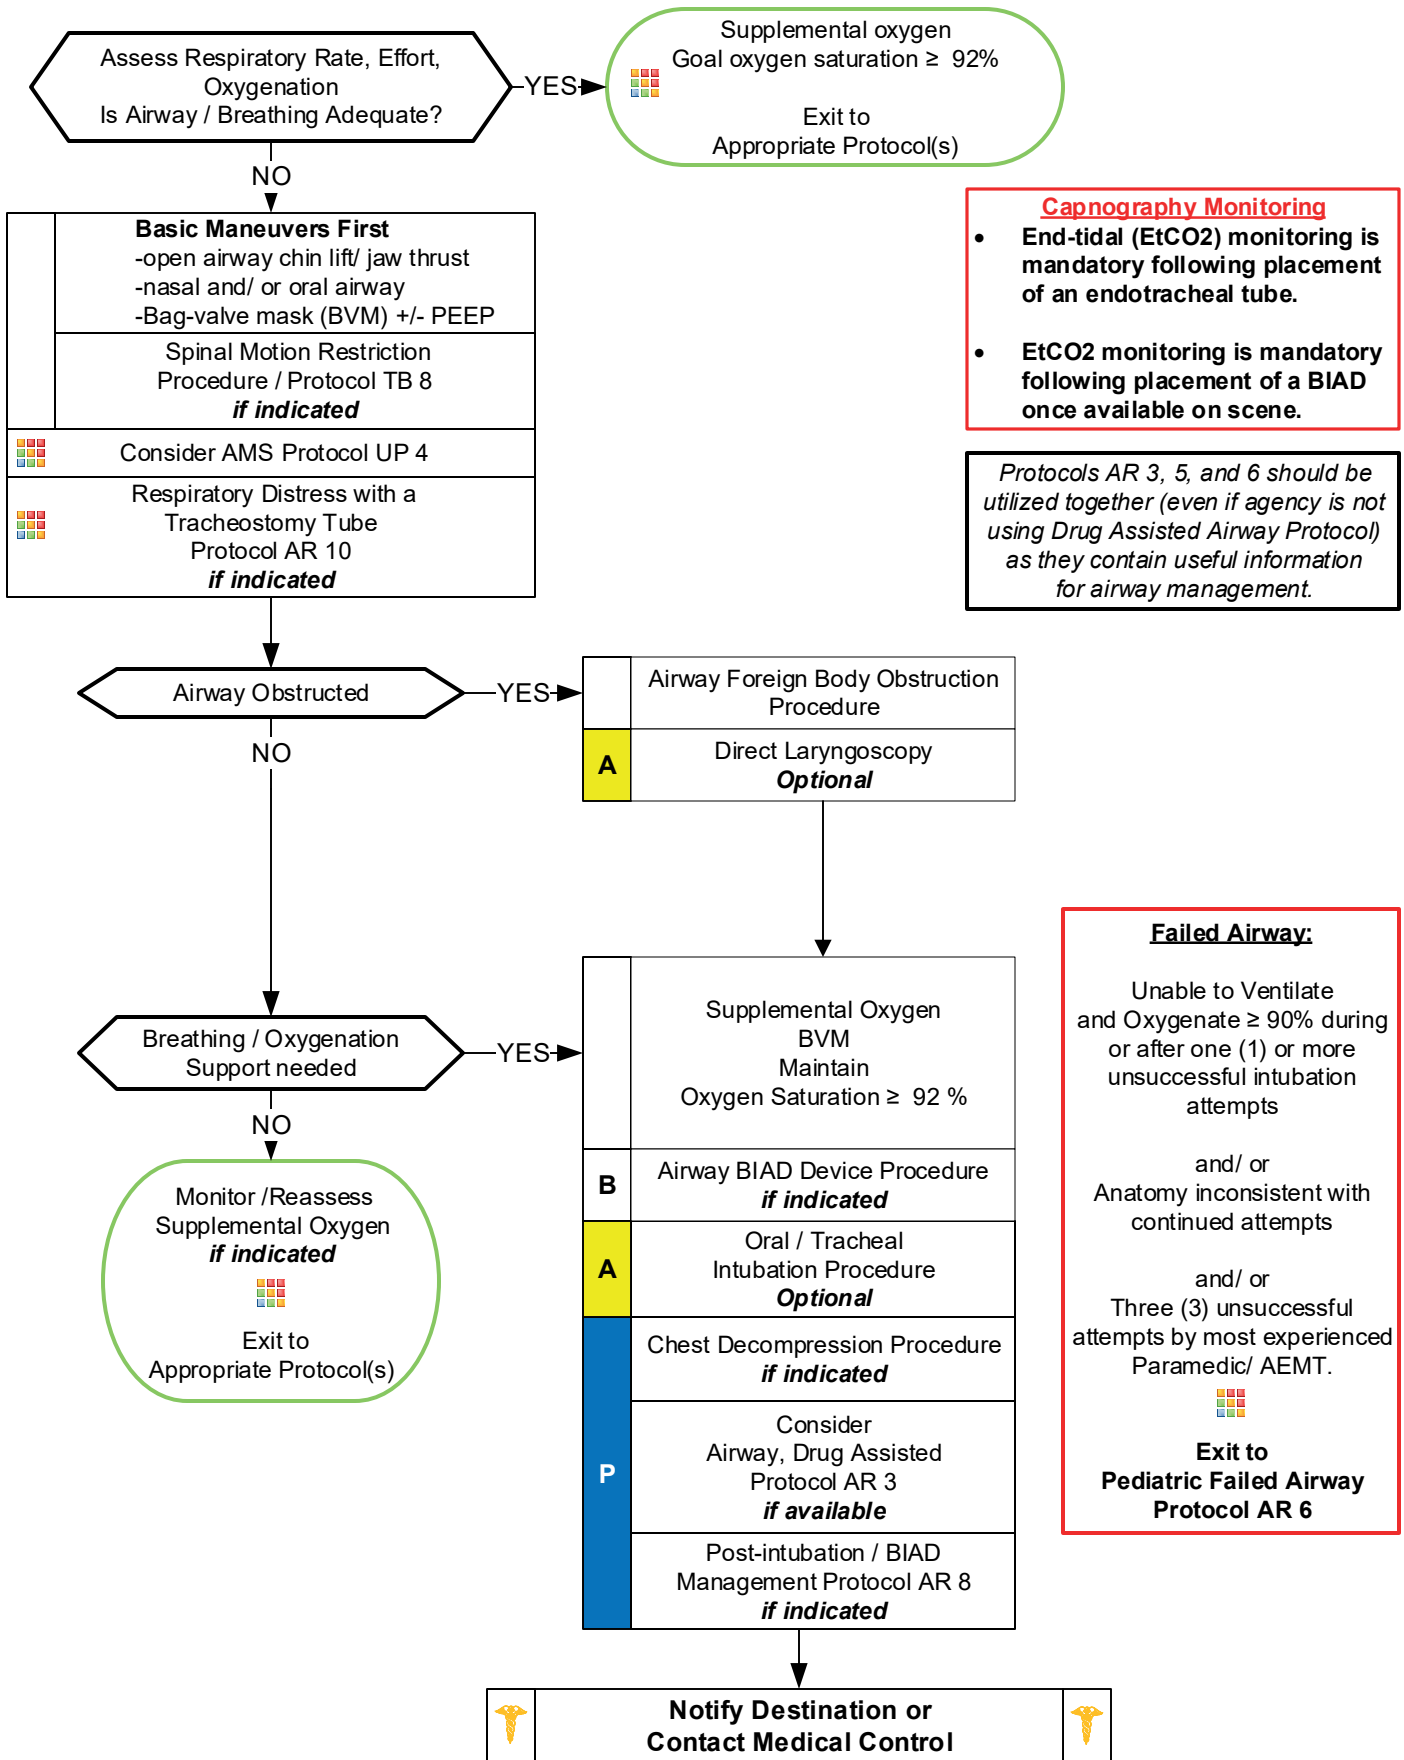 Assess Respiratory Rate, Effort,
Oxygenation
Is Airway / Breathing Adequate?
YES
Supplemental oxygen
Goal oxygen saturation ≥ 92%
Exit to
Appropriate Protocol(s)
NO
Basic Maneuvers First
-open airway chin lift/ jaw thrust
-nasal and/ or oral airway
-Bag-valve mask (BVM) +/- PEEP
Spinal Motion Restriction
Procedure / Protocol TB 8
if indicated
Consider AMS Protocol UP 4
Respiratory Distress with a
Tracheostomy Tube
Protocol AR 10
if indicated
Capnography Monitoring
• End-tidal (EtCO2) monitoring is
mandatory following placement
of an endotracheal tube.
• EtCO2 monitoring is mandatory
following placement of a BIAD
once available on scene.
Protocols AR 3, 5, and 6 should be
utilized together (even if agency is not
using Drug Assisted Airway Protocol)
as they contain useful information
for airway management.
Airway Obstructed
YES
Airway Foreign Body Obstruction
Procedure
A
Direct Laryngoscopy
Optional
NO
Breathing / Oxygenation
Support needed
YES
Supplemental Oxygen
BVM
Maintain
Oxygen Saturation ≥ 92 %
B
Airway BIAD Device Procedure
if indicated
A
Oral / Tracheal
Intubation Procedure
Optional
P
Chest Decompression Procedure
if indicated
Consider
Airway, Drug Assisted
Protocol AR 3
if available
Post-intubation / BIAD
Management Protocol AR 8
if indicated
NO
Monitor /Reassess
Supplemental Oxygen
if indicated
Exit to
Appropriate Protocol(s)
Failed Airway:
Unable to Ventilate
and Oxygenate ≥ 90% during
or after one (1) or more
unsuccessful intubation
attempts
and/ or
Anatomy inconsistent with
continued attempts
and/ or
Three (3) unsuccessful
attempts by most experienced
Paramedic/ AEMT.
Exit to
Pediatric Failed Airway
Protocol AR 6
Notify Destination or
Contact Medical Control